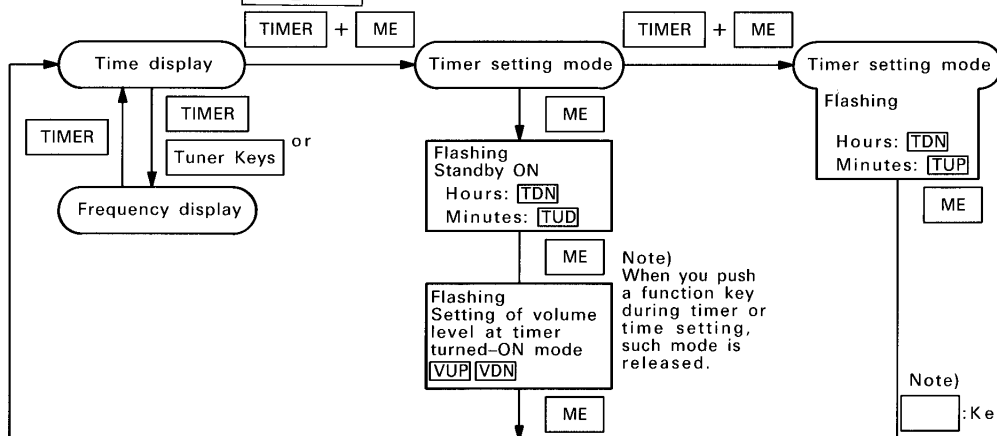 TIMER + ME
TIMER + ME
Time display
Timer setting mode
Timer setting mode
TIMER
TIMER
or
Tuner Keys
Frequency display
ME
Flashing
Standby ON
Hours: TDN
Minutes: TUD
ME
Flashing
Setting of volume
level at timer
turned-ON mode
VUP VDN
ME
Note)
When you push
a function key
during timer or
time setting,
such mode is
released.
Flashing
Hours: TDN
Minutes: TUP
ME
Note)
:Ke